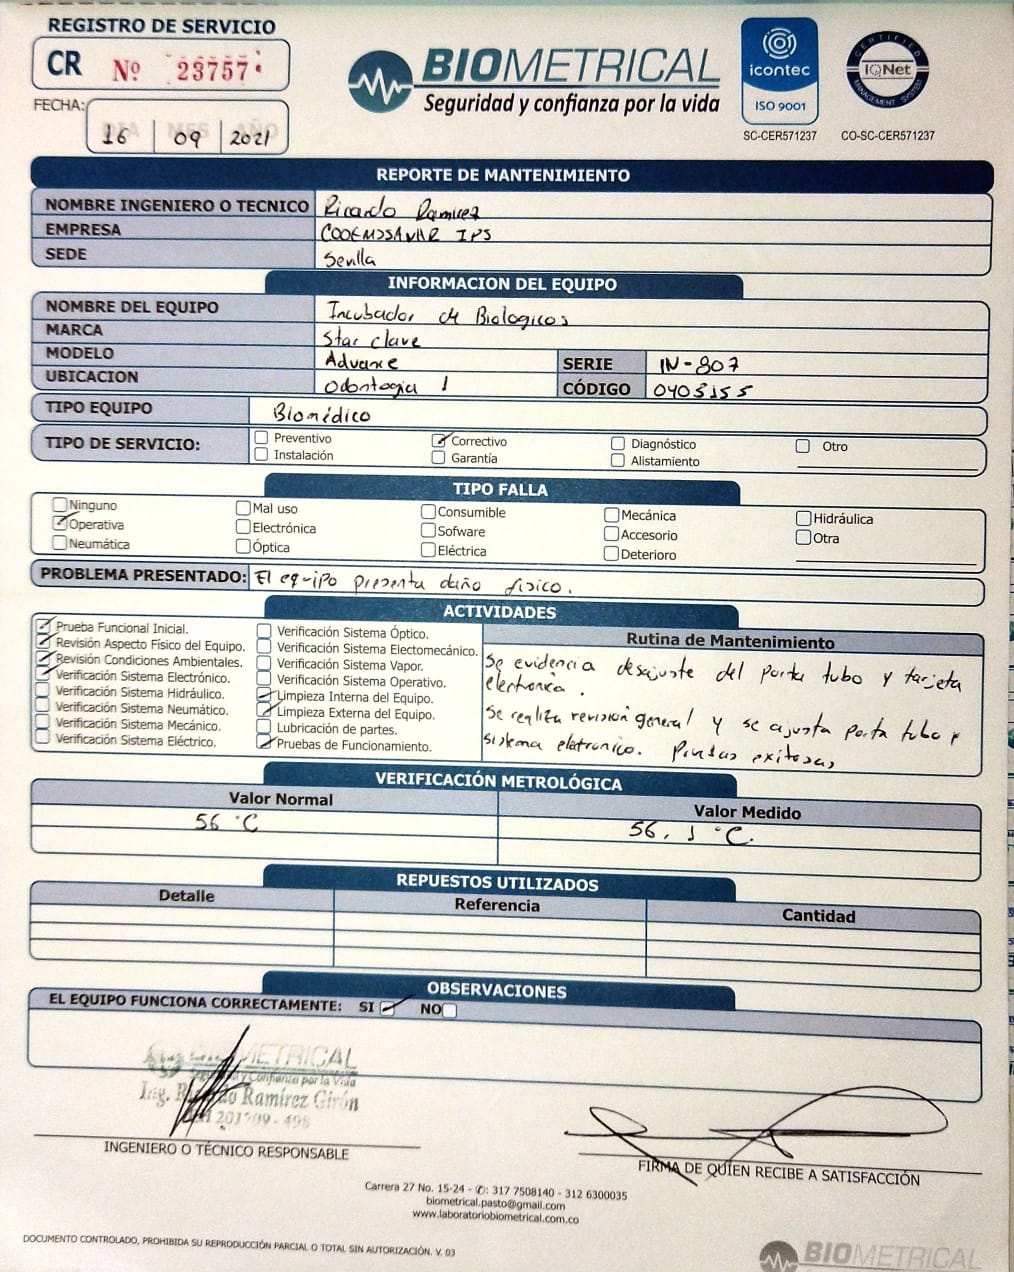 REGISTRO DE SERVICIO
CR Nº 23757
FECHA:
DIA MES AÑO
16 09 2021
BIOMETRICAL
Seguridad y confianza por la vida
icontec
ISO 9001
SC-CER571237
CERTIFIED
IQNet
MANAGEMENT SYSTEM
CO-SC-CER571237
REPORTE DE MANTENIMIENTO
NOMBRE INGENIERO O TECNICO Ricardo Ramirez
EMPRESA COOEMSSANAR IPS
SEDE Sevilla
INFORMACION DEL EQUIPO
NOMBRE DEL EQUIPO Incubador de Biologicos
MARCA Star clave
MODELO Advance SERIE IN-807
UBICACION Odontogia 1 CÓDIGO 0405155
TIPO EQUIPO Biomédico
TIPO DE SERVICIO: Preventivo Correctivo Diagnóstico Otro
Instalación Garantía Alistamiento
TIPO FALLA
Ninguno Mal uso Consumible Mecánica Hidráulica
Operativa Electrónica Sofware Accesorio Otra
Neumática Óptica Eléctrica Deterioro
PROBLEMA PRESENTADO: El equipo presenta daño fisico.
ACTIVIDADES
Prueba Funcional Inicial.
Revisión Aspecto Físico del Equipo.
Revisión Condiciones Ambientales.
Verificación Sistema Electrónico.
Verificación Sistema Hidráulico.
Verificación Sistema Neumático.
Verificación Sistema Mecánico.
Verificación Sistema Eléctrico.
Verificación Sistema Óptico.
Verificación Sistema Electomecánico.
Verificación Sistema Vapor.
Verificación Sistema Operativo.
Limpieza Interna del Equipo.
Limpieza Externa del Equipo.
Lubricación de partes.
Pruebas de Funcionamiento.
Rutina de Mantenimiento
Se evidencia desajuste del porta tubo y tarjeta
electronica.
Se realiza revision general y se ajusta porta tubo y
sistema eletronico. Pruebas exitosas
VERIFICACIÓN METROLÓGICA
Valor Normal Valor Medido
56 °C 56.1 °C.
REPUESTOS UTILIZADOS
Detalle Referencia Cantidad
OBSERVACIONES
EL EQUIPO FUNCIONA CORRECTAMENTE: SI NO
BIOMETRICAL
Seguridad y Confianza por la Vida
Ing. Ricardo Ramírez Girón
INGENIERO O TÉCNICO RESPONSABLE
FIRMA DE QUIEN RECIBE A SATISFACCIÓN
Carrera 27 No. 15-24 - ✆: 317 7508140 - 312 6300035
biometrical.pasto@gmail.com
www.laboratoriobiometrical.com.co
DOCUMENTO CONTROLADO, PROHIBIDA SU REPRODUCCIÓN PARCIAL O TOTAL SIN AUTORIZACIÓN. V. 03
BIOMETRICAL